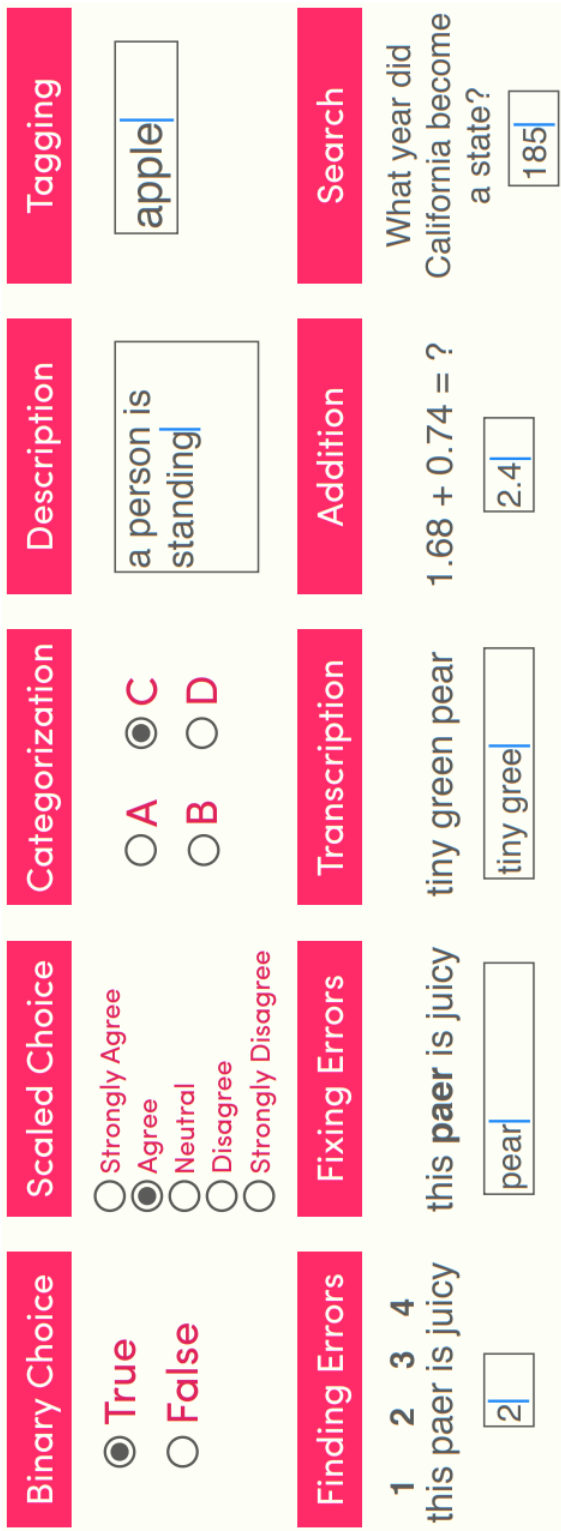 Binary Choice
True
False
Scaled Choice
Strongly Agree
Agree
Neutral
Disagree
Strongly Disagree
Categorization
A C
B D
Description
a person is
standing
Tagging
apple
Finding Errors
1 2 3 4
this paer is juicy
2
Fixing Errors
this paer is juicy
pear
Transcription
tiny green pear
tiny gree
Addition
1.68 + 0.74 = ?
2.4
Search
What year did
California become
a state?
185